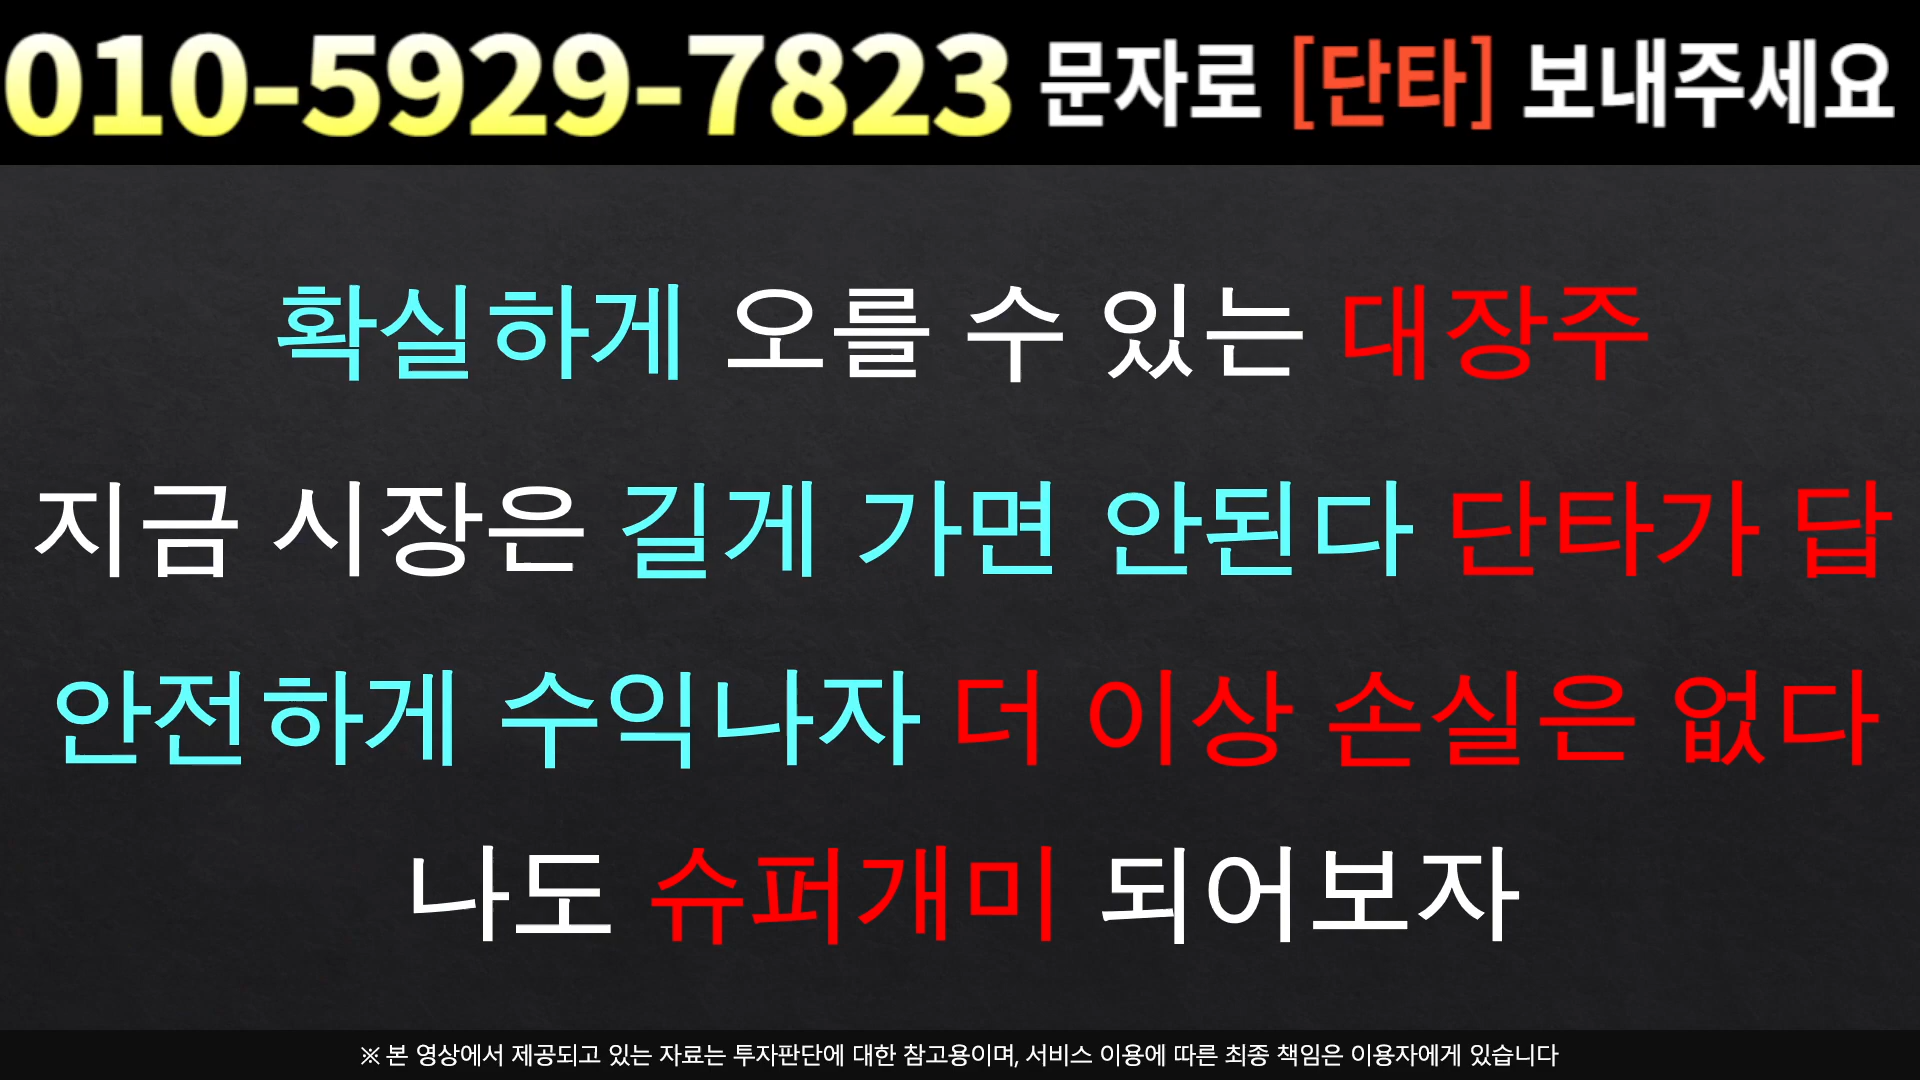 010-5929-7823 문자로 [단타] 보내주세요
확실하게 오를 수 있는 대장주
지금 시장은 길게 가면 안된다 단타가 답
안전하게 수익나자 더 이상 손실은 없다
나도 슈퍼개미 되어보자
※ 본 영상에서 제공되고 있는 자료는 투자판단에 대한 참고용이며, 서비스 이용에 따른 최종 책임은 이용자에게 있습니다